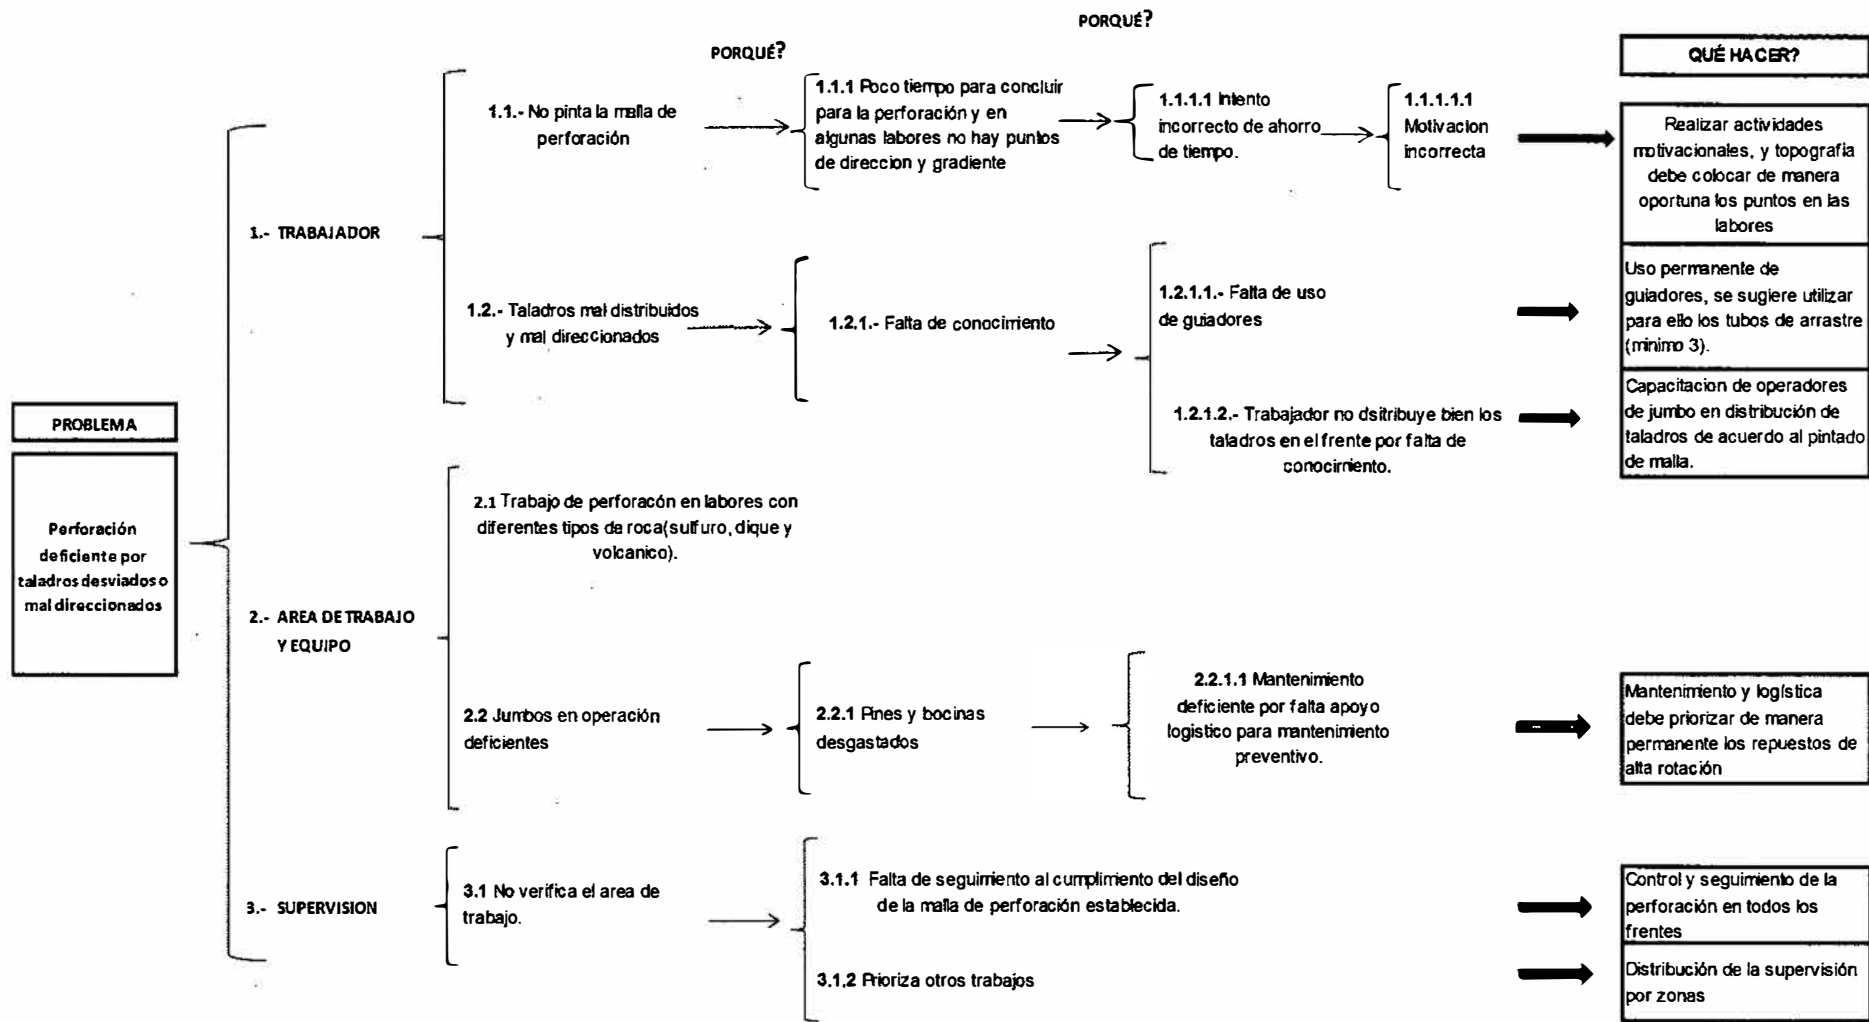 PORQUÉ?
PORQUÉ?
QUÉ HACER?
PROBLEMA
Perforación
deficiente por
taladros desviados o
mal direccionados
1.- TRABAJADOR
1.1.- No pinta la malla de
perforación
1.1.1 Poco tiempo para concluir
para la perforación y en
algunas labores no hay puntos
de direccion y gradiente
1.1.1.1 Intento
incorrecto de ahorro
de tiempo.
1.1.1.1.1
Motivacion
incorrecta
Realizar actividades
motivacionales, y topografía
debe colocar de manera
oportuna los puntos en las
labores
1.2.- Taladros mal distribuidos
y mal direccionados
1.2.1.- Falta de conocimiento
1.2.1.1.- Falta de uso
de guiadores
Uso permanente de
guiadores, se sugiere utilizar
para ello los tubos de arrastre
(minimo 3).
1.2.1.2.- Trabajador no dsitribuye bien los
taladros en el frente por falta de
conocimiento.
Capacitacion de operadores
de jumbo en distribución de
taladros de acuerdo al pintado
de malla.
2.- AREA DE TRABAJO
Y EQUIPO
2.1 Trabajo de perforacón en labores con
diferentes tipos de roca(sulfuro, dique y
volcanico).
2.2 Jumbos en operación
deficientes
2.2.1 Pines y bocinas
desgastados
2.2.1.1 Mantenimiento
deficiente por falta apoyo
logistico para mantenimiento
preventivo.
Mantenimiento y logística
debe priorizar de manera
permanente los repuestos de
alta rotación
3.- SUPERVISION
3.1 No verifica el area de
trabajo.
3.1.1 Falta de seguimiento al cumplimento del diseño
de la malla de perforación establecida.
Control y seguimiento de la
perforación en todos los
frentes
3.1.2 Prioriza otros trabajos
Distribución de la supervisión
por zonas